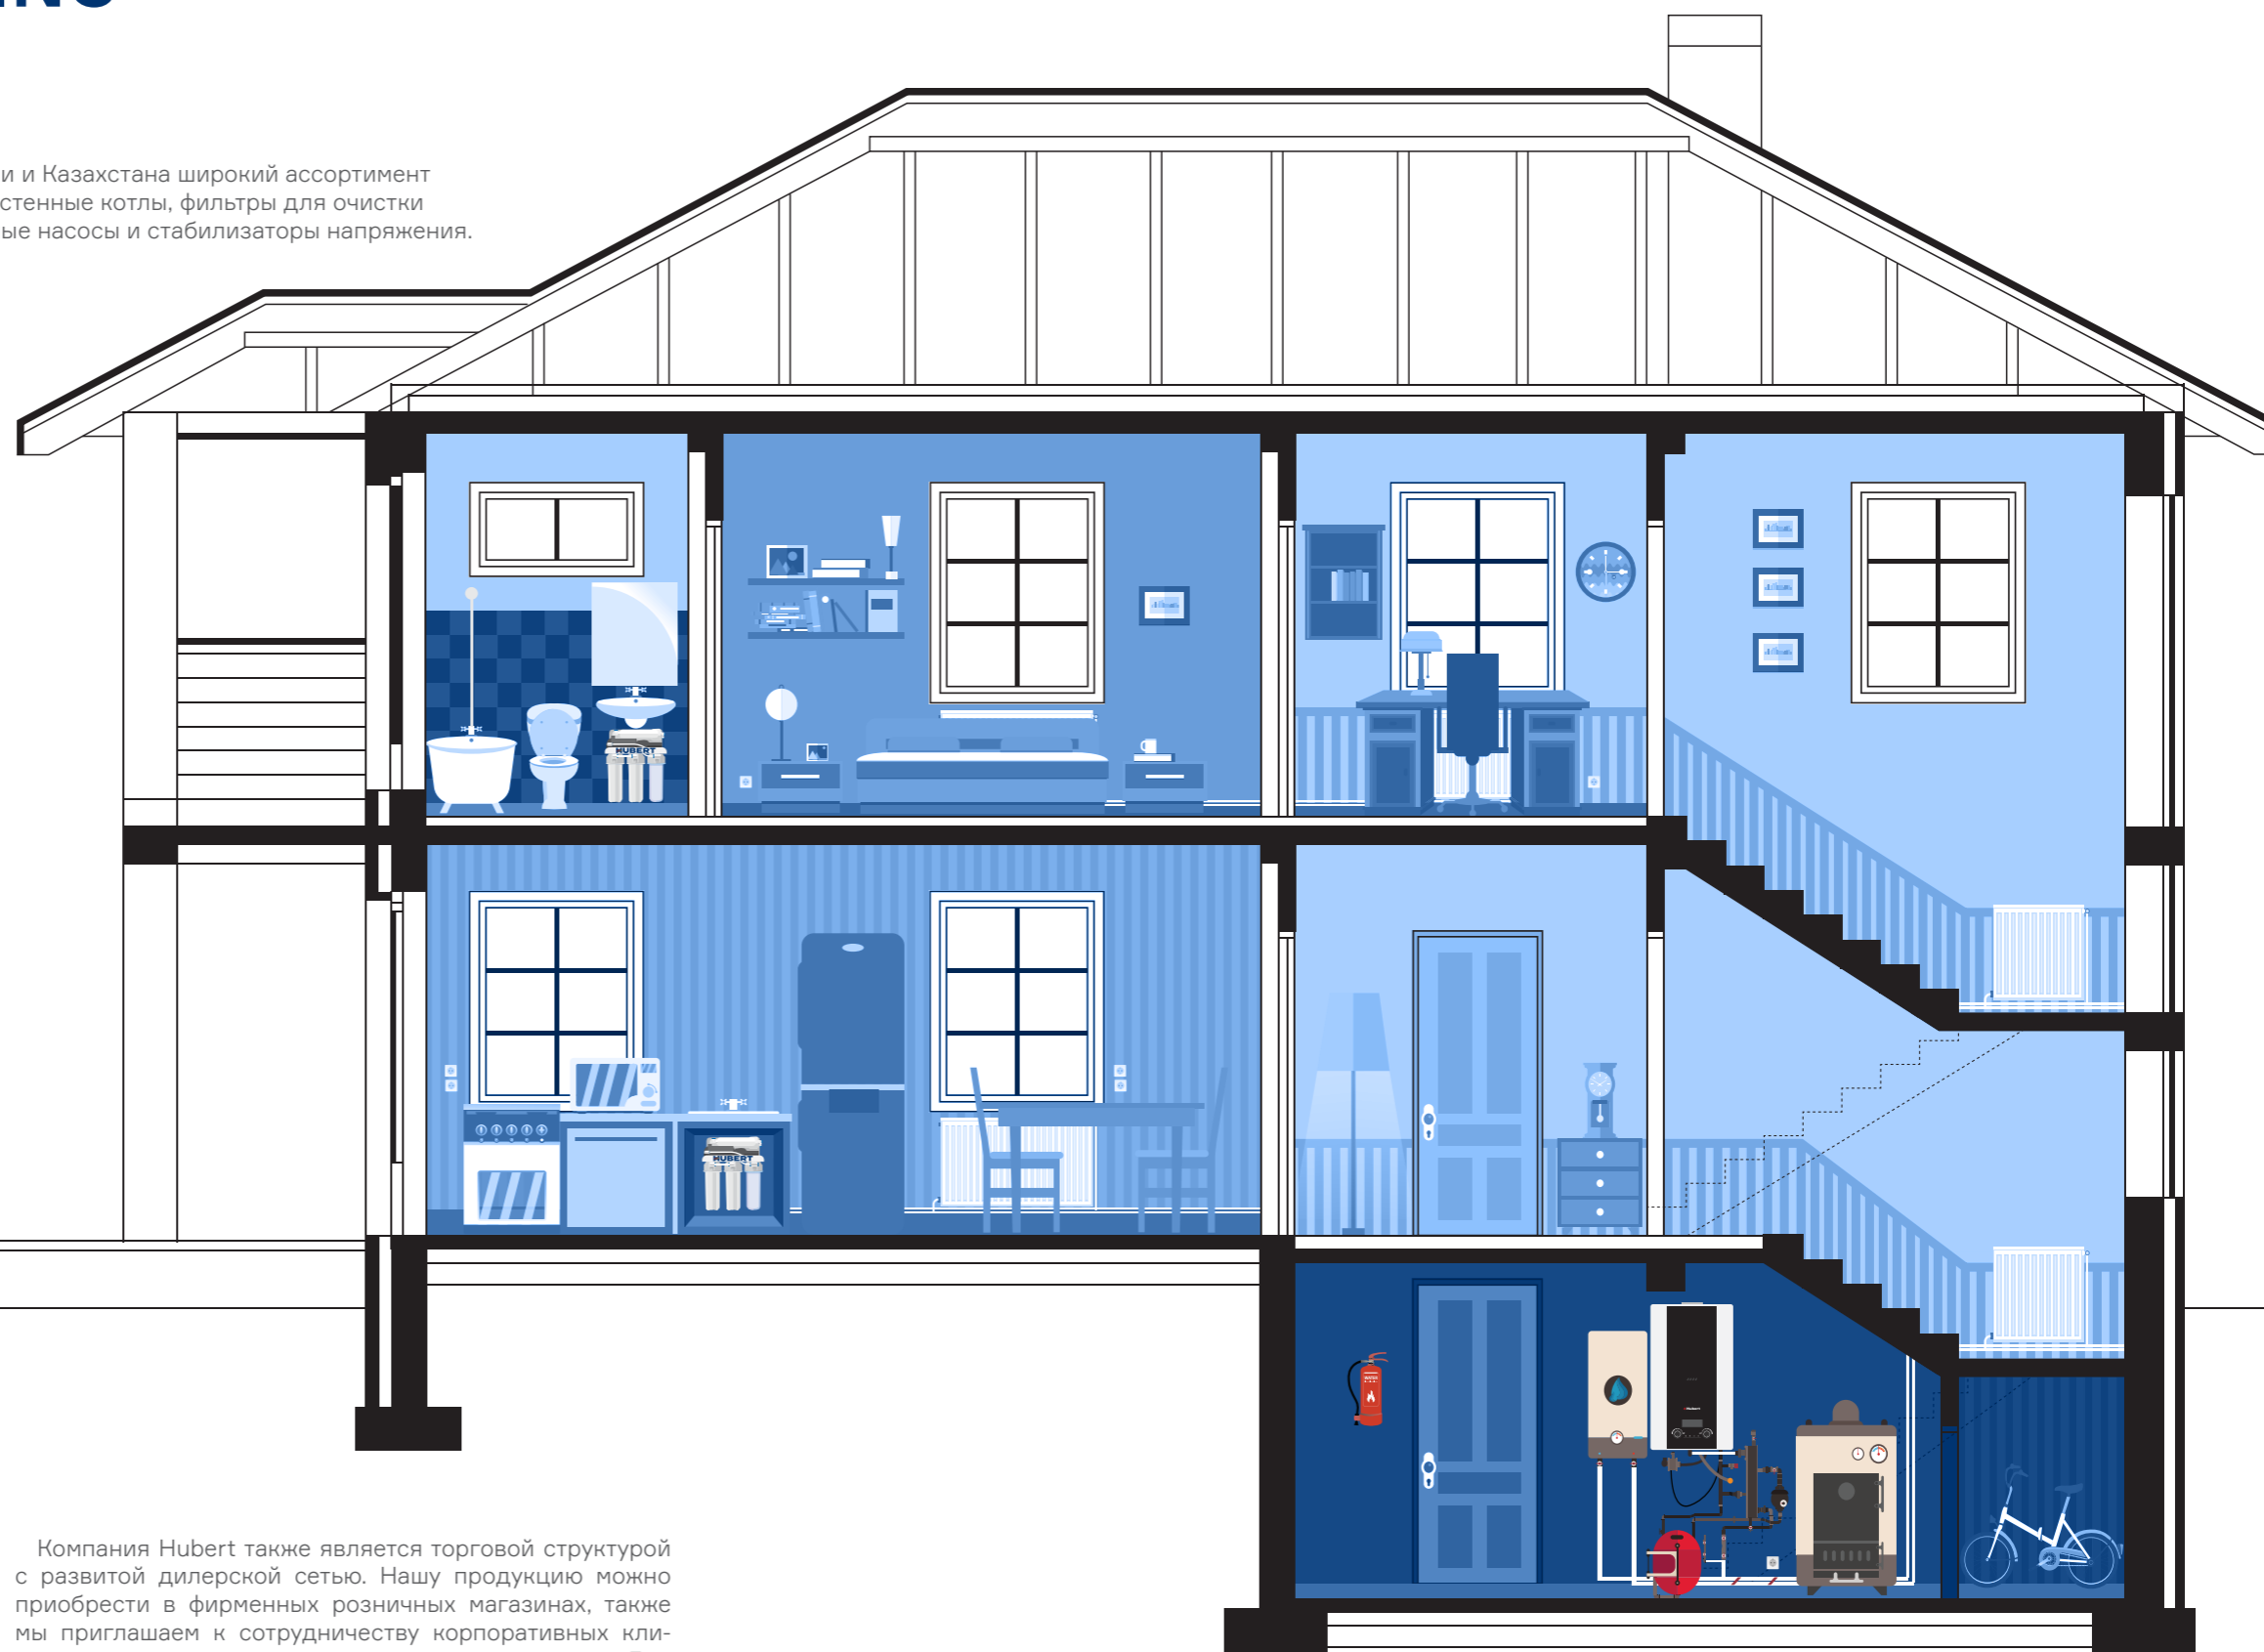 и и Казахстана широкий ассортимент
стенные котлы, фильтры для очистки
ые насосы и стабилизаторы напряжения.
HUBERT
HUBERT
Hubert
Компания Hubert также является торговой структурой
с развитой дилерской сетью. Нашу продукцию можно
приобрести в фирменных розничных магазинах, также
мы приглашаем к сотрудничеству корпоративных кли-